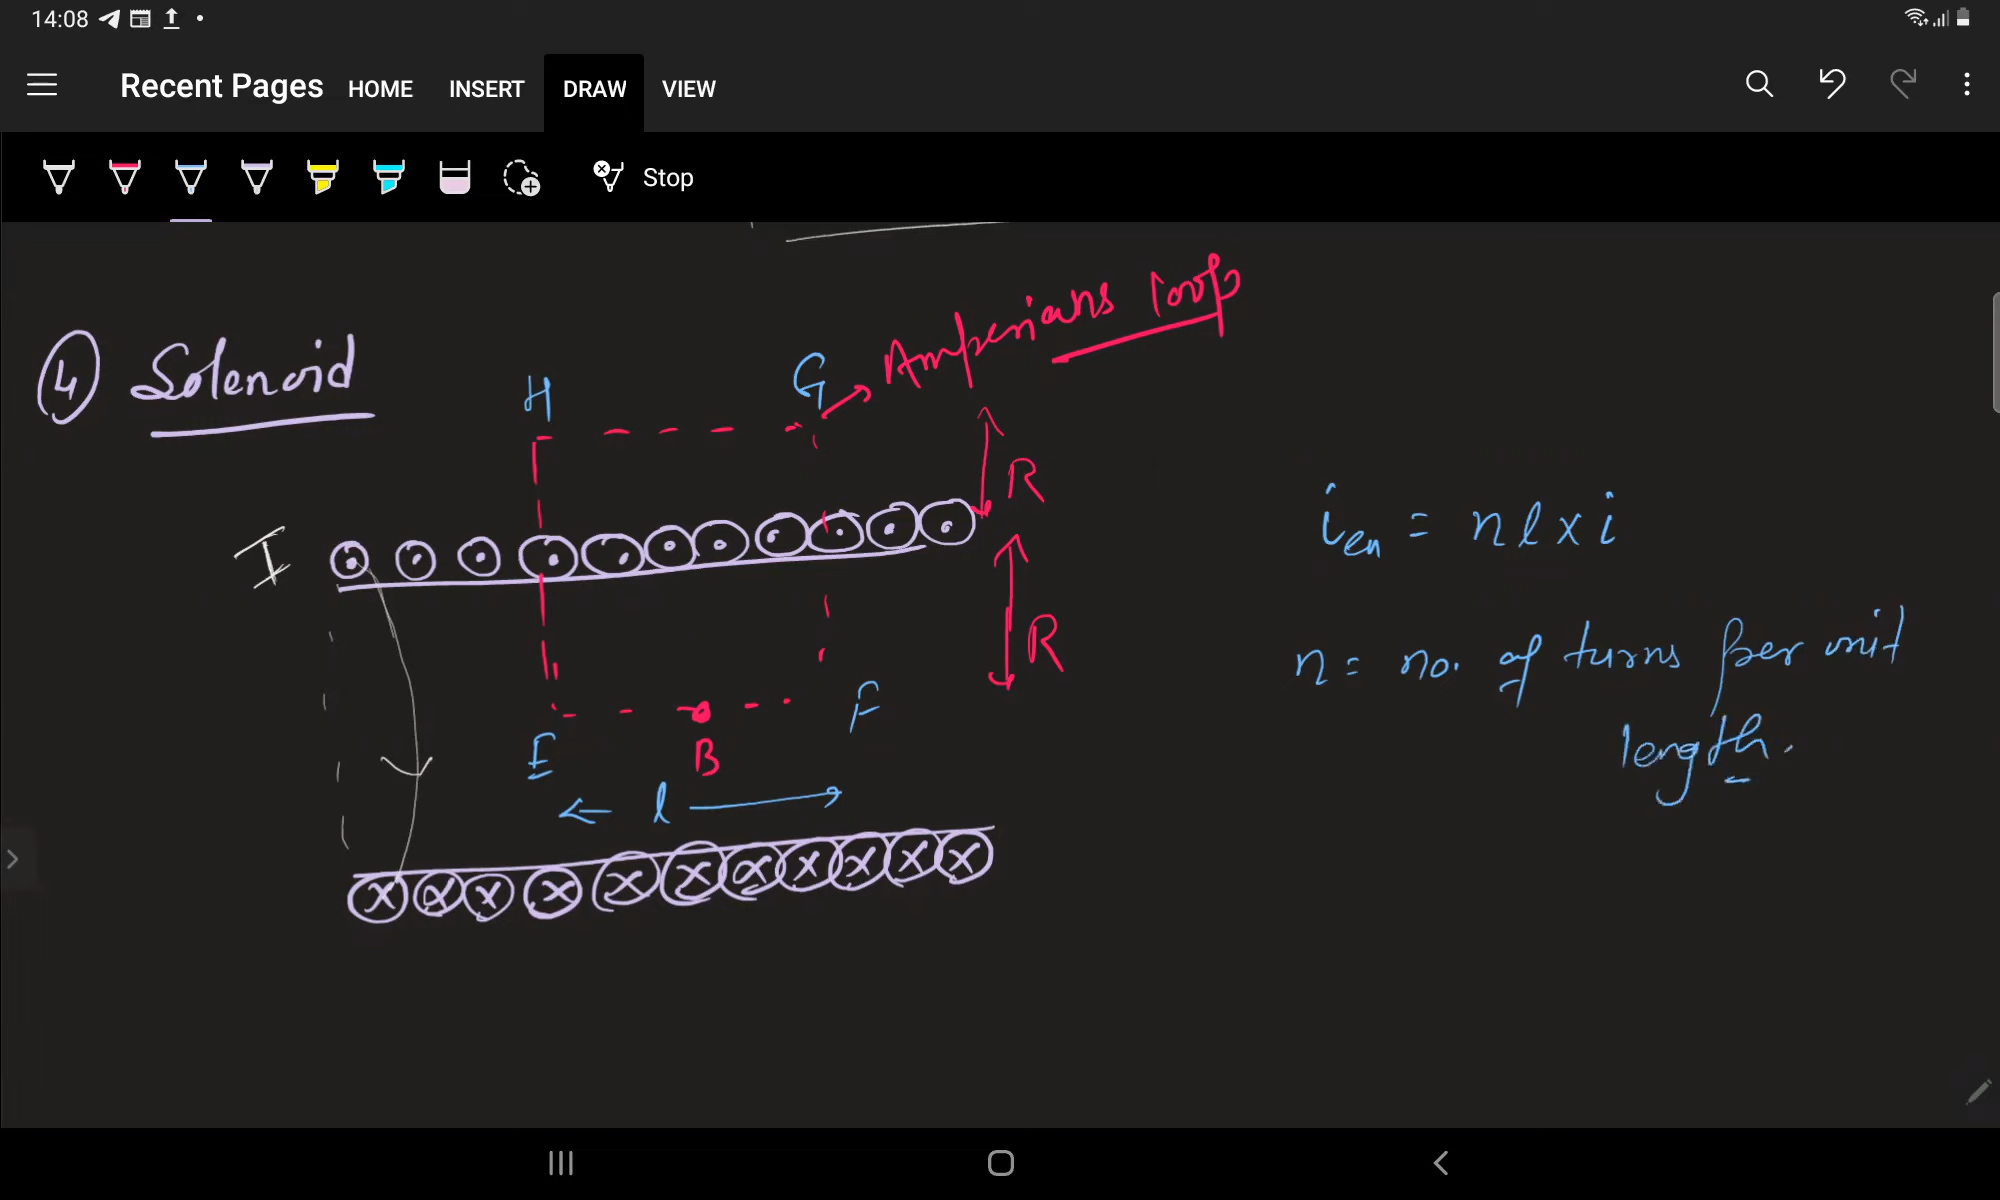 14:08
Recent Pages HOME INSERT DRAW VIEW
Stop
④ Solenoid
Amperians loop
H
G
R
I
i en = n l x i
R
n = no. of turns per unit
length.
E
B
F
l